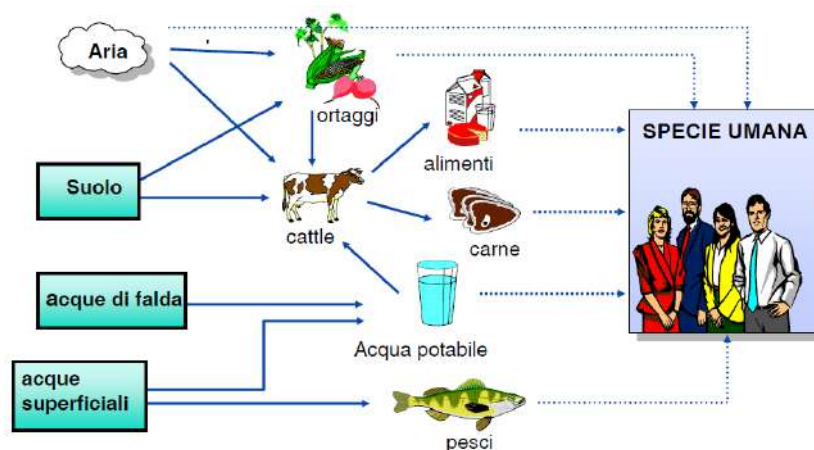 Aria
ortaggi
alimenti
SPECIE UMANA
Suolo
cattle
carne
acque di falda
Acqua potabile
acque
superficiali
pesci